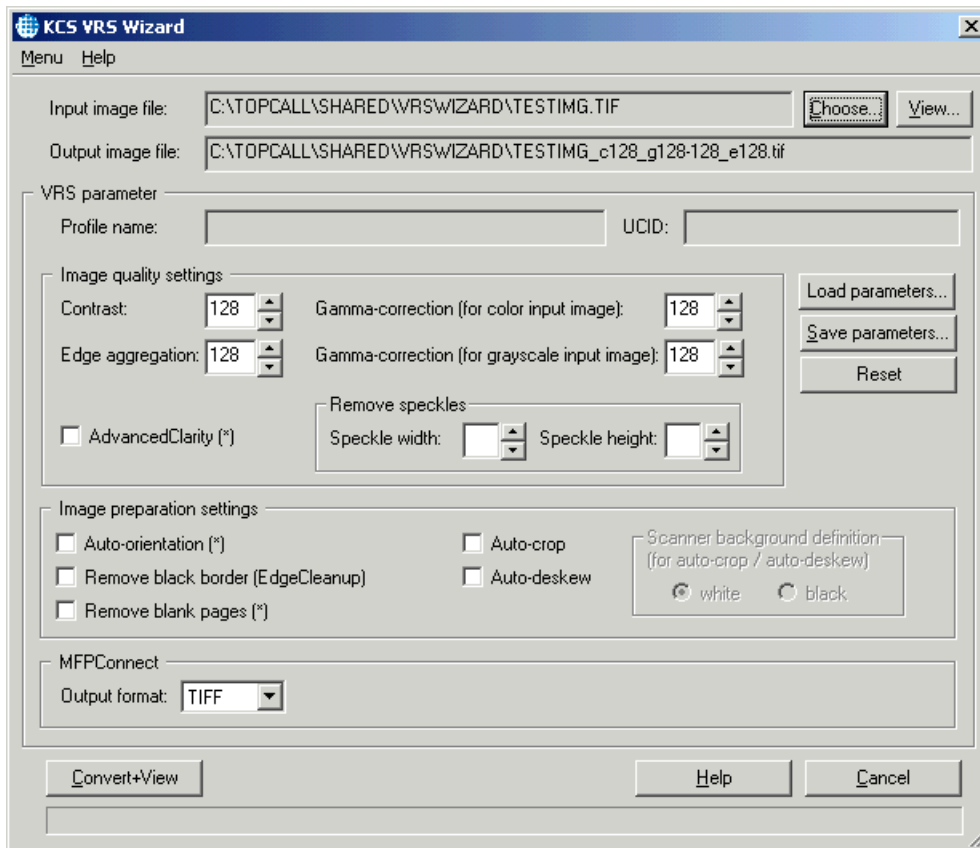 KCS VRS Wizard
Menu Help
Input image file: C:\TOPCALL\SHARED\VRSWIZARD\TESTIMG.TIF Choose... View...
Output image file: C:\TOPCALL\SHARED\VRSWIZARD\TESTIMG_c128_g128-128_e128.tif
VRS parameter
Profile name: UCID:
Image quality settings
Contrast: 128 Gamma-correction (for color input image): 128
Load parameters...
Edge aggregation: 128 Gamma-correction (for grayscale input image): 128
Save parameters...
Reset
Remove speckles
AdvancedClarity (*) Speckle width: Speckle height:
Image preparation settings
Auto-orientation (*) Auto-crop
Remove black border (EdgeCleanup) Auto-deskew
Remove blank pages (*)
Scanner background definition
(for auto-crop / auto-deskew)
white black
MFPConnect
Output format: TIFF
Convert+View Help Cancel